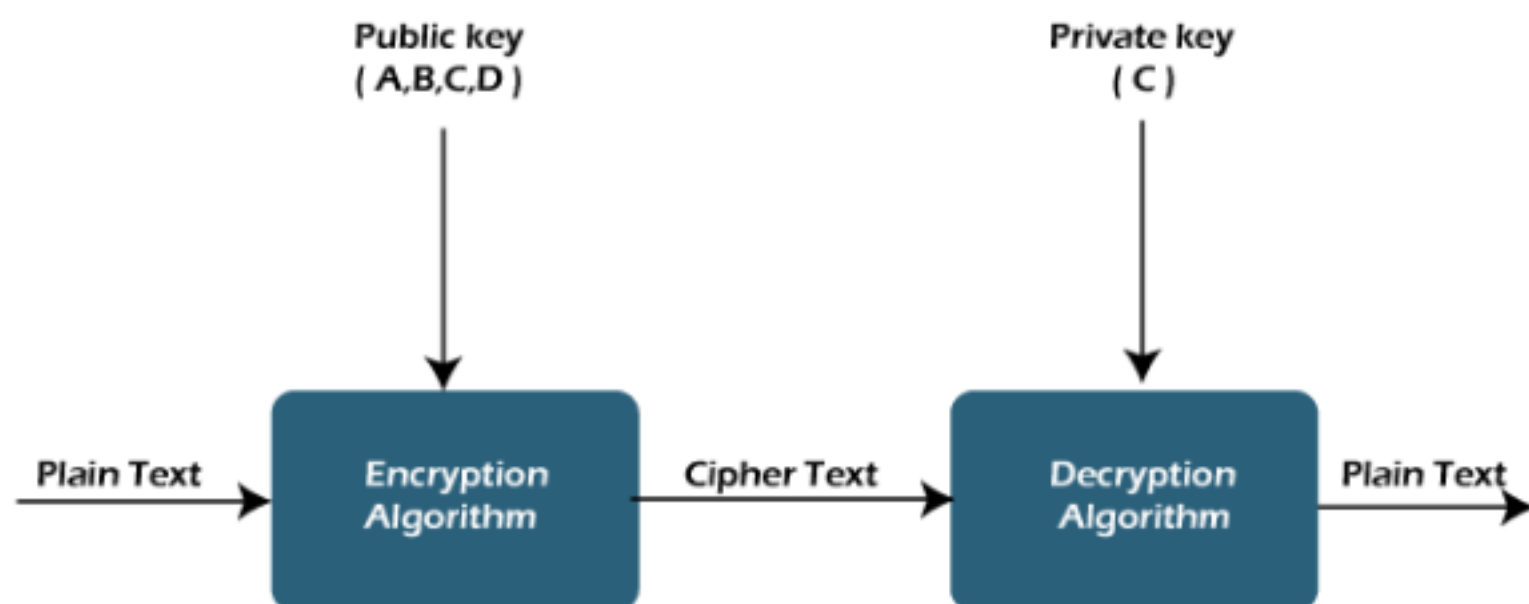 Public key
( A,B,C,D )
Private key
( C )
Plain Text
Encryption
Algorithm
Cipher Text
Decryption
Algorithm
Plain Text